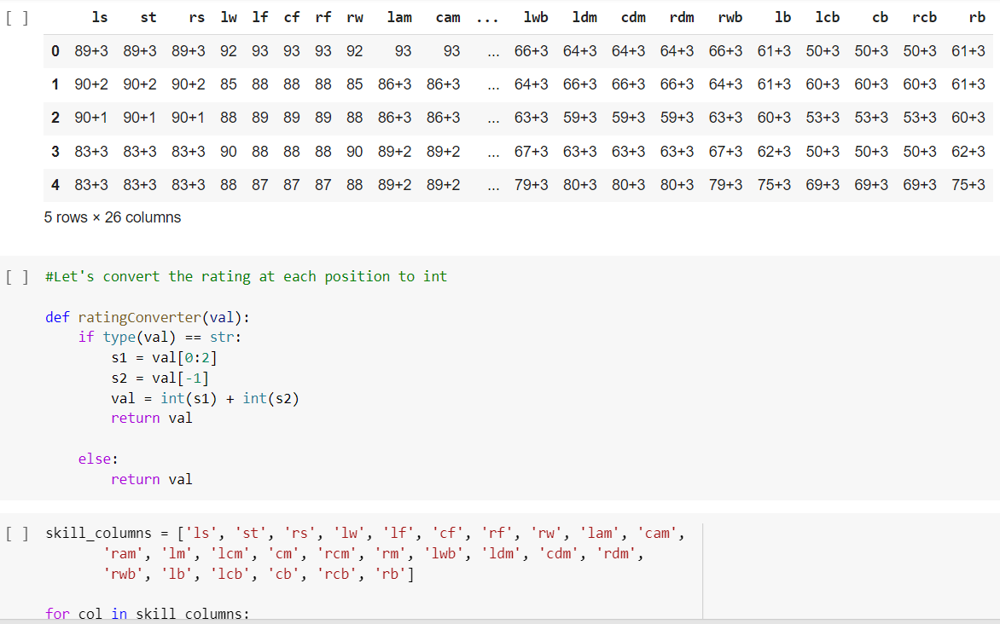 [ ] ls st rs lw lf cf rf rw lam cam ... lwb ldm cdm rdm rwb lb lcb cb rcb rb
0 89+3 89+3 89+3 92 93 93 93 92 93 93 ... 66+3 64+3 64+3 64+3 66+3 61+3 50+3 50+3 50+3 61+3
1 90+2 90+2 90+2 85 88 88 88 85 86+3 86+3 ... 64+3 66+3 66+3 66+3 64+3 61+3 60+3 60+3 60+3 61+3
2 90+1 90+1 90+1 88 89 89 89 88 86+3 86+3 ... 63+3 59+3 59+3 59+3 63+3 60+3 53+3 53+3 53+3 60+3
3 83+3 83+3 83+3 90 88 88 88 90 89+2 89+2 ... 67+3 63+3 63+3 63+3 67+3 62+3 50+3 50+3 50+3 62+3
4 83+3 83+3 83+3 88 87 87 87 88 89+2 89+2 ... 79+3 80+3 80+3 80+3 79+3 75+3 69+3 69+3 69+3 75+3
5 rows × 26 columns
[ ] #Let's convert the rating at each position to int
def ratingConverter(val):
    if type(val) == str:
        s1 = val[0:2]
        s2 = val[-1]
        val = int(s1) + int(s2)
        return val
    else:
        return val
[ ] skill_columns = ['ls', 'st', 'rs', 'lw', 'lf', 'cf', 'rf', 'rw', 'lam', 'cam',
       'ram', 'lm', 'lcm', 'cm', 'rcm', 'rm', 'lwb', 'ldm', 'cdm', 'rdm',
       'rwb', 'lb', 'lcb', 'cb', 'rcb', 'rb']
for col in skill_columns: